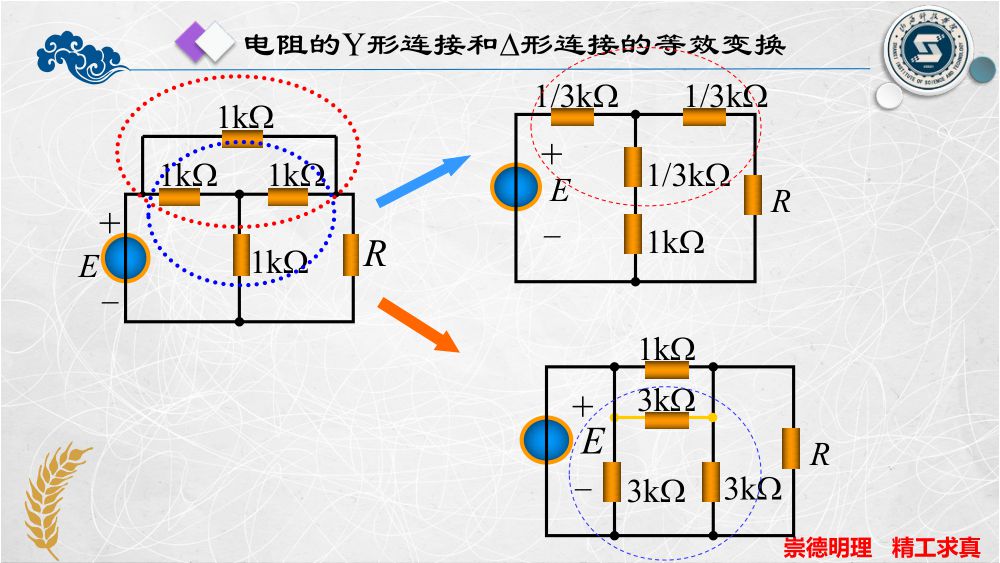 电阻的Y形连接和Δ形连接的等效变换
1kΩ
1kΩ
1kΩ
1kΩ
+
E
−
R
1/3kΩ
1/3kΩ
1/3kΩ
1kΩ
+
E
−
R
1kΩ
3kΩ
3kΩ
3kΩ
+
E
−
R
崇德明理 精工求真